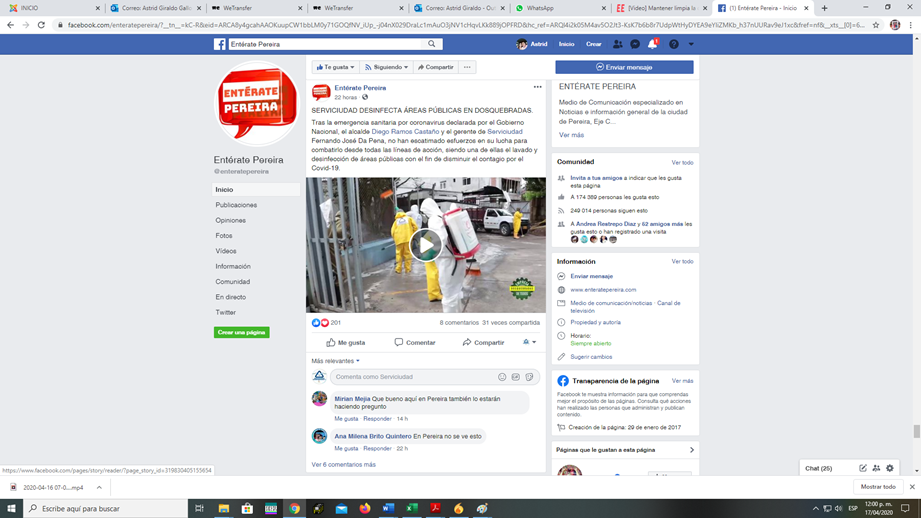 INICIO
Correo: Astrid Giraldo Gall
WeTransfer
WeTransfer
Correo: Astrid Giraldo - Out
WhatsApp
[Video] Mantener limpia la
(1) Entérate Pereira - Inicio
facebook.com/enteratepereira/
Entérate Pereira
Astrid
Inicio
Crear
1
Te gusta
Siguiendo
Compartir
Enviar mensaje
ENTÉRATE
PEREIRA
Entérate Pereira
@enteratepereira
Inicio
Publicaciones
Opiniones
Fotos
Vídeos
Información
Comunidad
En directo
Twitter
Crear una página
Entérate Pereira
22 horas ·
SERVICIUDAD DESINFECTA ÁREAS PÚBLICAS EN DOSQUEBRADAS.
Tras la emergencia sanitaria por coronavirus declarada por el Gobierno
Nacional, el alcalde Diego Ramos Castaño y el gerente de Serviciudad
Fernando José Da Pena, no han escatimado esfuerzos en su lucha para
combatirlo desde todas las líneas de acción, siendo una de ellas el lavado y
desinfección de áreas públicas con el fin de disminuir el contagio por el
Covid-19.
201
8 comentarios 31 veces compartida
Me gusta
Comentar
Compartir
Más relevantes
Comenta como Serviciudad
Mirian Mejia Que bueno aquí en Pereira también lo estarán
haciendo pregunto
Me gusta · Responder · 14 h
Ana Milena Brito Quintero En Pereira no se ve esto
Me gusta · Responder · 22 h
Ver 6 comentarios más
ENTÉRATE PEREIRA
Medio de Comunicación especializado en
Noticias e información general de la ciudad
de Pereira, Eje C...
Ver más
Comunidad
Ver todo
Invita a tus amigos a indicar que les gusta
esta página
A 174 389 personas les gusta esto
249 014 personas siguen esto
A Andrea Restrepo Diaz y 62 amigos más les
gusta esto o han registrado una visita
Información
Ver todo
Enviar mensaje
www.enteratepereira.com
Medio de comunicación/noticias · Canal de
televisión
Propiedad y autoría
Horario:
Siempre abierto
Sugerir cambios
Transparencia de la página
Ver más
Facebook te muestra información para que comprendas
mejor el propósito de las páginas. Consulta qué acciones
han realizado las personas que administran y publican
contenido.
Creación de la página: 29 de enero de 2017
Páginas que le gustan a esta página
Chat (25)
https://www.facebook.com/pages/story/reader/?page_story_id=319830405155654
2020-04-16 07-0....mp4
Mostrar todo
Escribe aquí para buscar
ESP
12:00 p. m.
17/04/2020